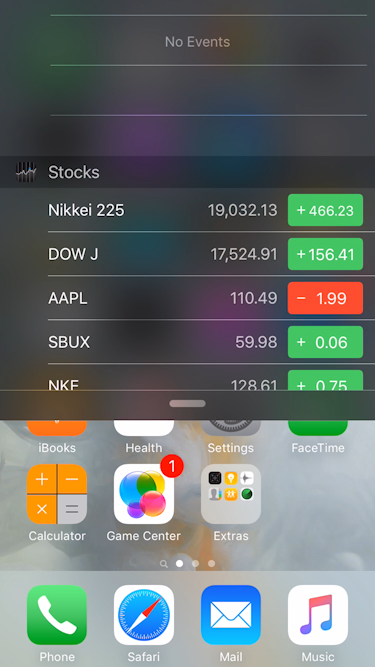 No Events
Stocks
Nikkei 225 19,032.13 +466.23
DOW J 17,524.91 +156.41
AAPL 110.49 − 1.99
SBUX 59.98 + 0.06
NKE 128.61 + 0.75
iBooks Health Settings FaceTime
1
Calculator Game Center Extras
Phone Safari Mail Music